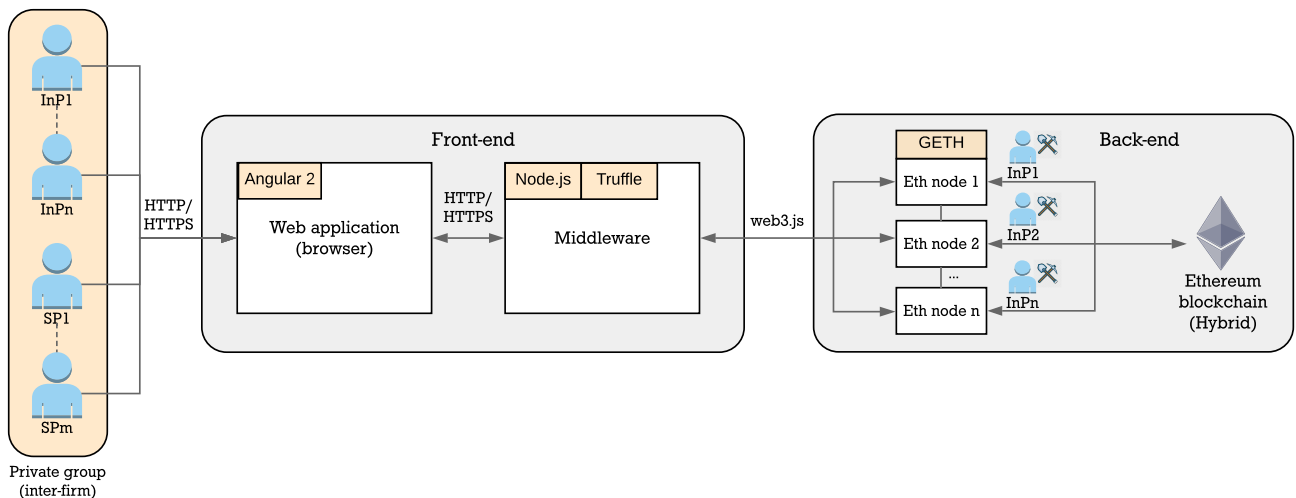 InP1
InPn
SP1
SPm
Private group
(inter-firm)
HTTP/
HTTPS
Front-end
Angular 2
Web application
(browser)
HTTP/
HTTPS
Node.js
Truffle
Middleware
web3.js
Back-end
GETH
Eth node 1
Eth node 2
...
Eth node n
InP1
InP2
InPn
Ethereum
blockchain
(Hybrid)